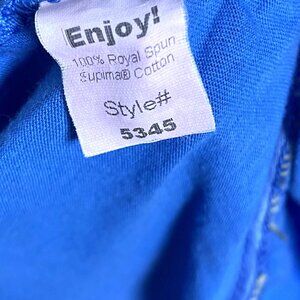 Enjoy!
100% Royal Spun
Supima® Cotton
Style#
5345